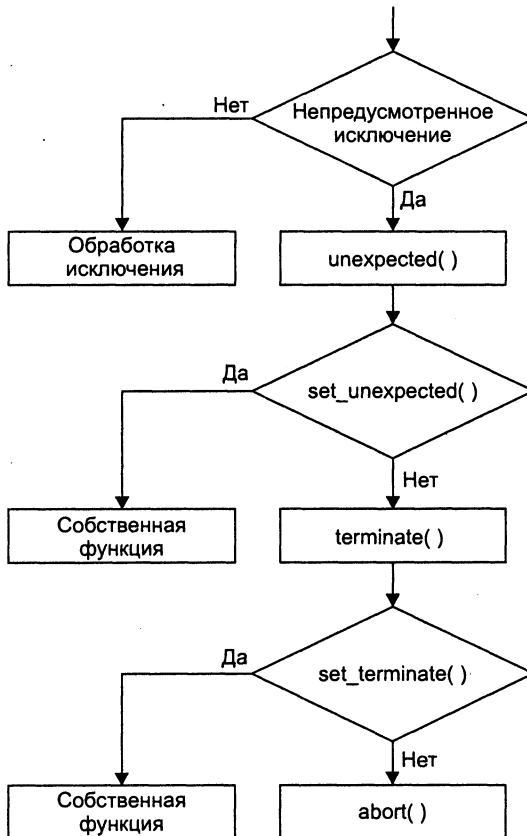 Нет
Непредусмотренное
исключение
Да
Обработка
исключения
unexpected( )
Да
set_unexpected( )
Нет
Собственная
функция
terminate( )
Да
set_terminate( )
Нет
Собственная
функция
abort( )